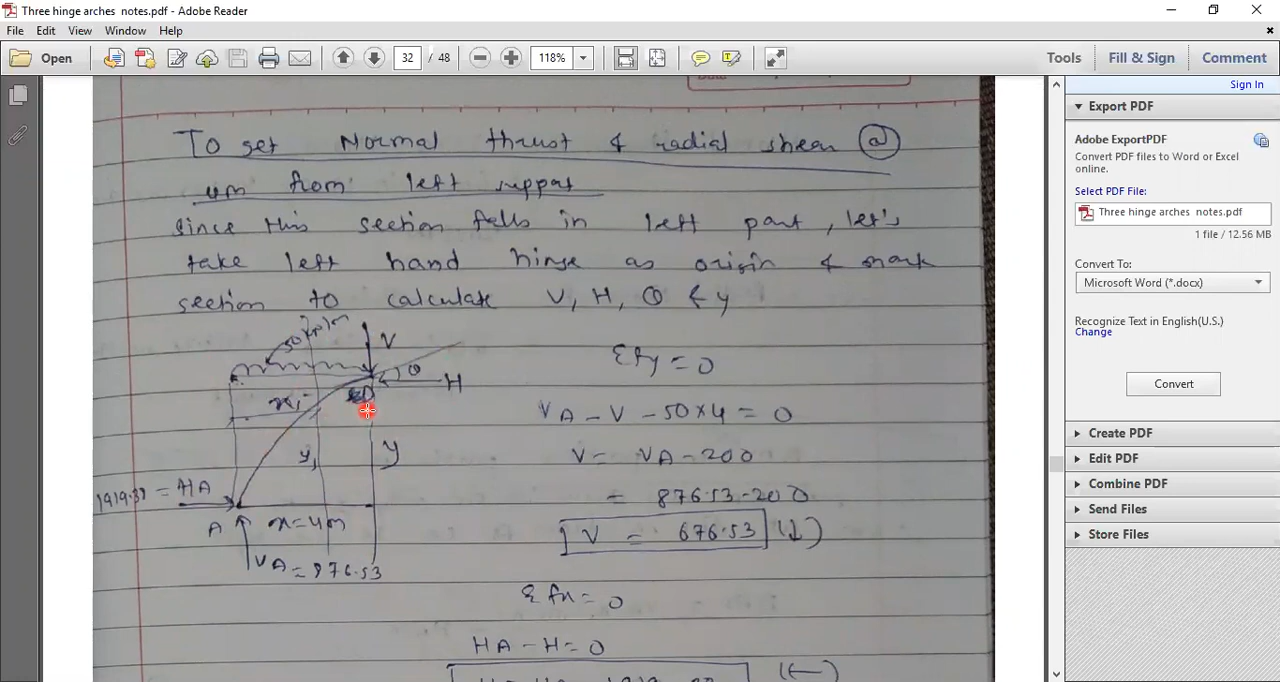 Three hinge arches notes.pdf - Adobe Reader
File Edit View Window Help
Open 32 / 48 118% Tools Fill & Sign Comment
Sign In
To get Normal thrust & radial shear @
4m from left support
Since this section falls in left part, let's
take left hand hinge as origin & mark
section to calculate V, H, θ & y
50 kN/m
V
θ
H
D
x1
y1
y
1919.37 = HA
A
x=4m
VA = 876.53
Σfy = 0
VA - V - 50×4 = 0
V = VA - 200
= 876.53 - 200
V = 676.53 (↓)
Σfx = 0
HA - H = 0
(←)
Export PDF
Adobe ExportPDF
Convert PDF files to Word or Excel
online.
Select PDF File:
Three hinge arches notes.pdf
1 file / 12.56 MB
Convert To:
Microsoft Word (*.docx)
Recognize Text in English(U.S.)
Change
Convert
Create PDF
Edit PDF
Combine PDF
Send Files
Store Files